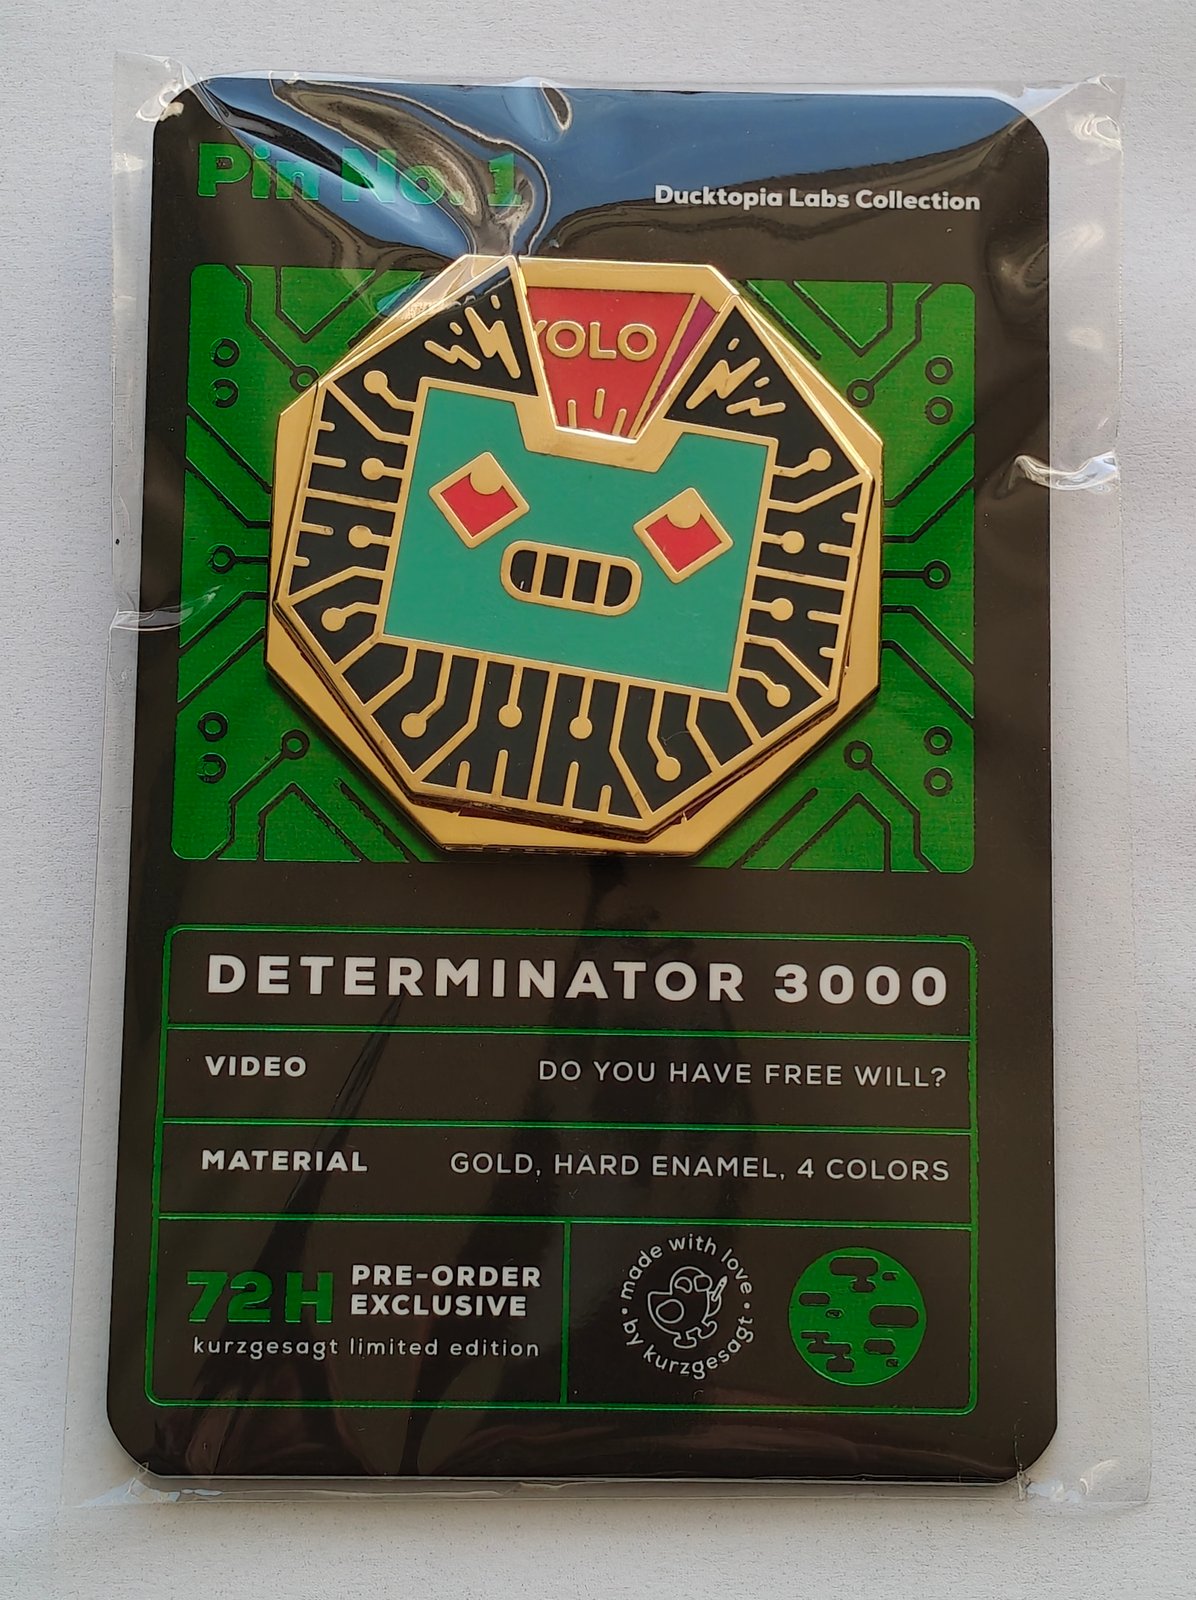 Pin No. 1
Ducktopia Labs Collection
YOLO
DETERMINATOR 3000
VIDEO DO YOU HAVE FREE WILL?
MATERIAL GOLD, HARD ENAMEL, 4 COLORS
72H PRE-ORDER
EXCLUSIVE
kurzgesagt limited edition
made with love
by kurzgesagt